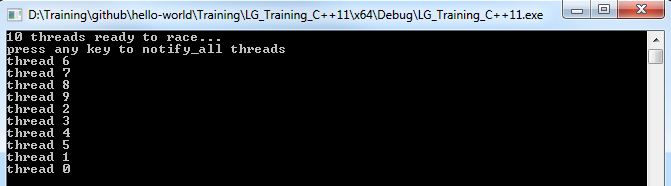 D:\Training\github\hello-world\Training\LG_Training_C++11\x64\Debug\LG_Training_C++11.exe
10 threads ready to race...
press any key to notify_all threads
thread 6
thread 7
thread 8
thread 9
thread 2
thread 3
thread 4
thread 5
thread 1
thread 0